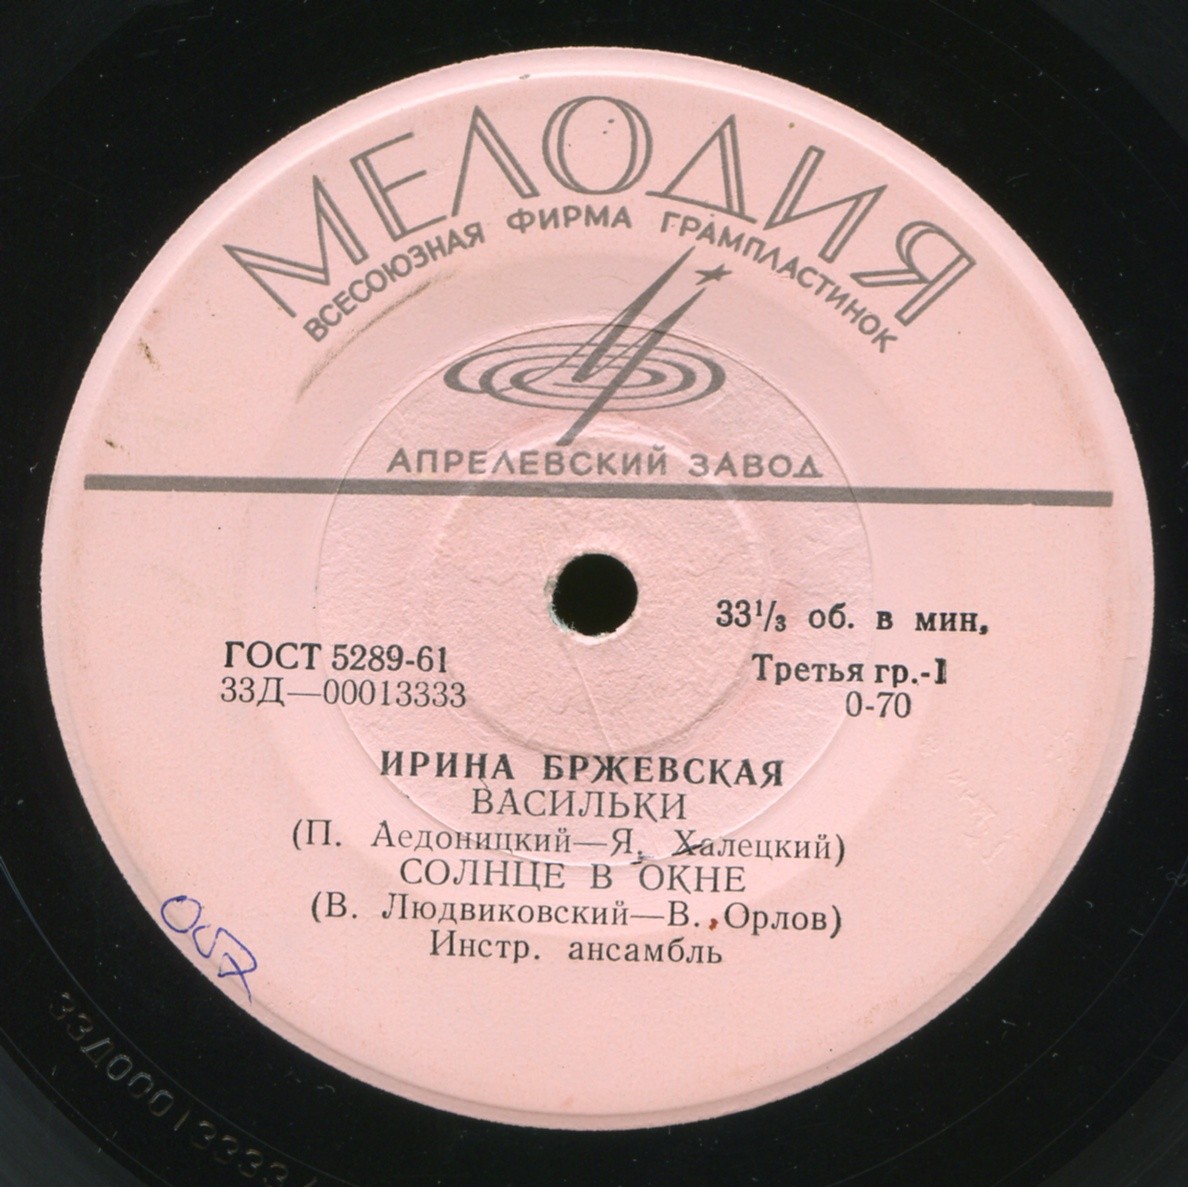 МЕЛОДИЯ
ВСЕСОЮЗНАЯ ФИРМА ГРАМПЛАСТИНОК
АПРЕЛЕВСКИЙ ЗАВОД
33¹/₃ об. в мин,
ГОСТ 5289-61
Третья гр.-1
33Д—00013333
0-70
ИРИНА БРЖЕВСКАЯ
ВАСИЛЬКИ
(П. Аедоницкий—Я. Халецкий)
СОЛНЦЕ В ОКНЕ
(В. Людвиковский—В. Орлов)
Инстр. ансамбль
007
33Д00013333